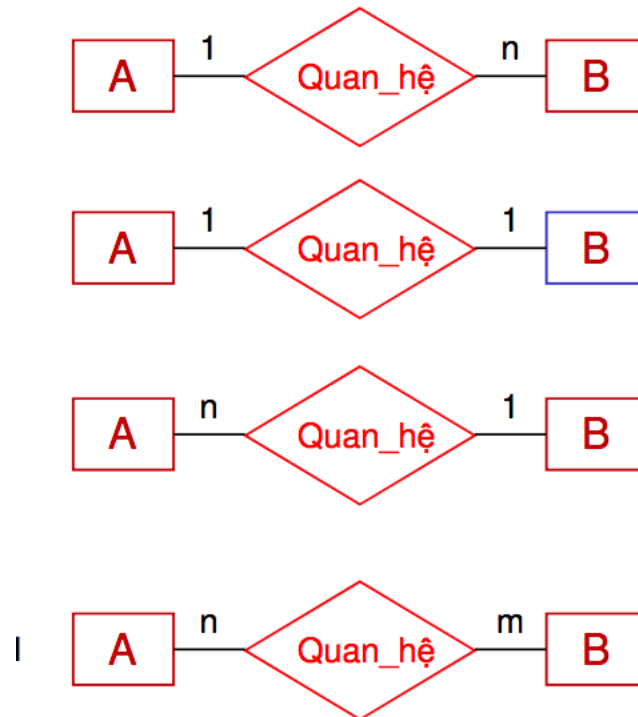 A 1 Quan_hệ n B
A 1 Quan_hệ 1 B
A n Quan_hệ 1 B
A n Quan_hệ m B